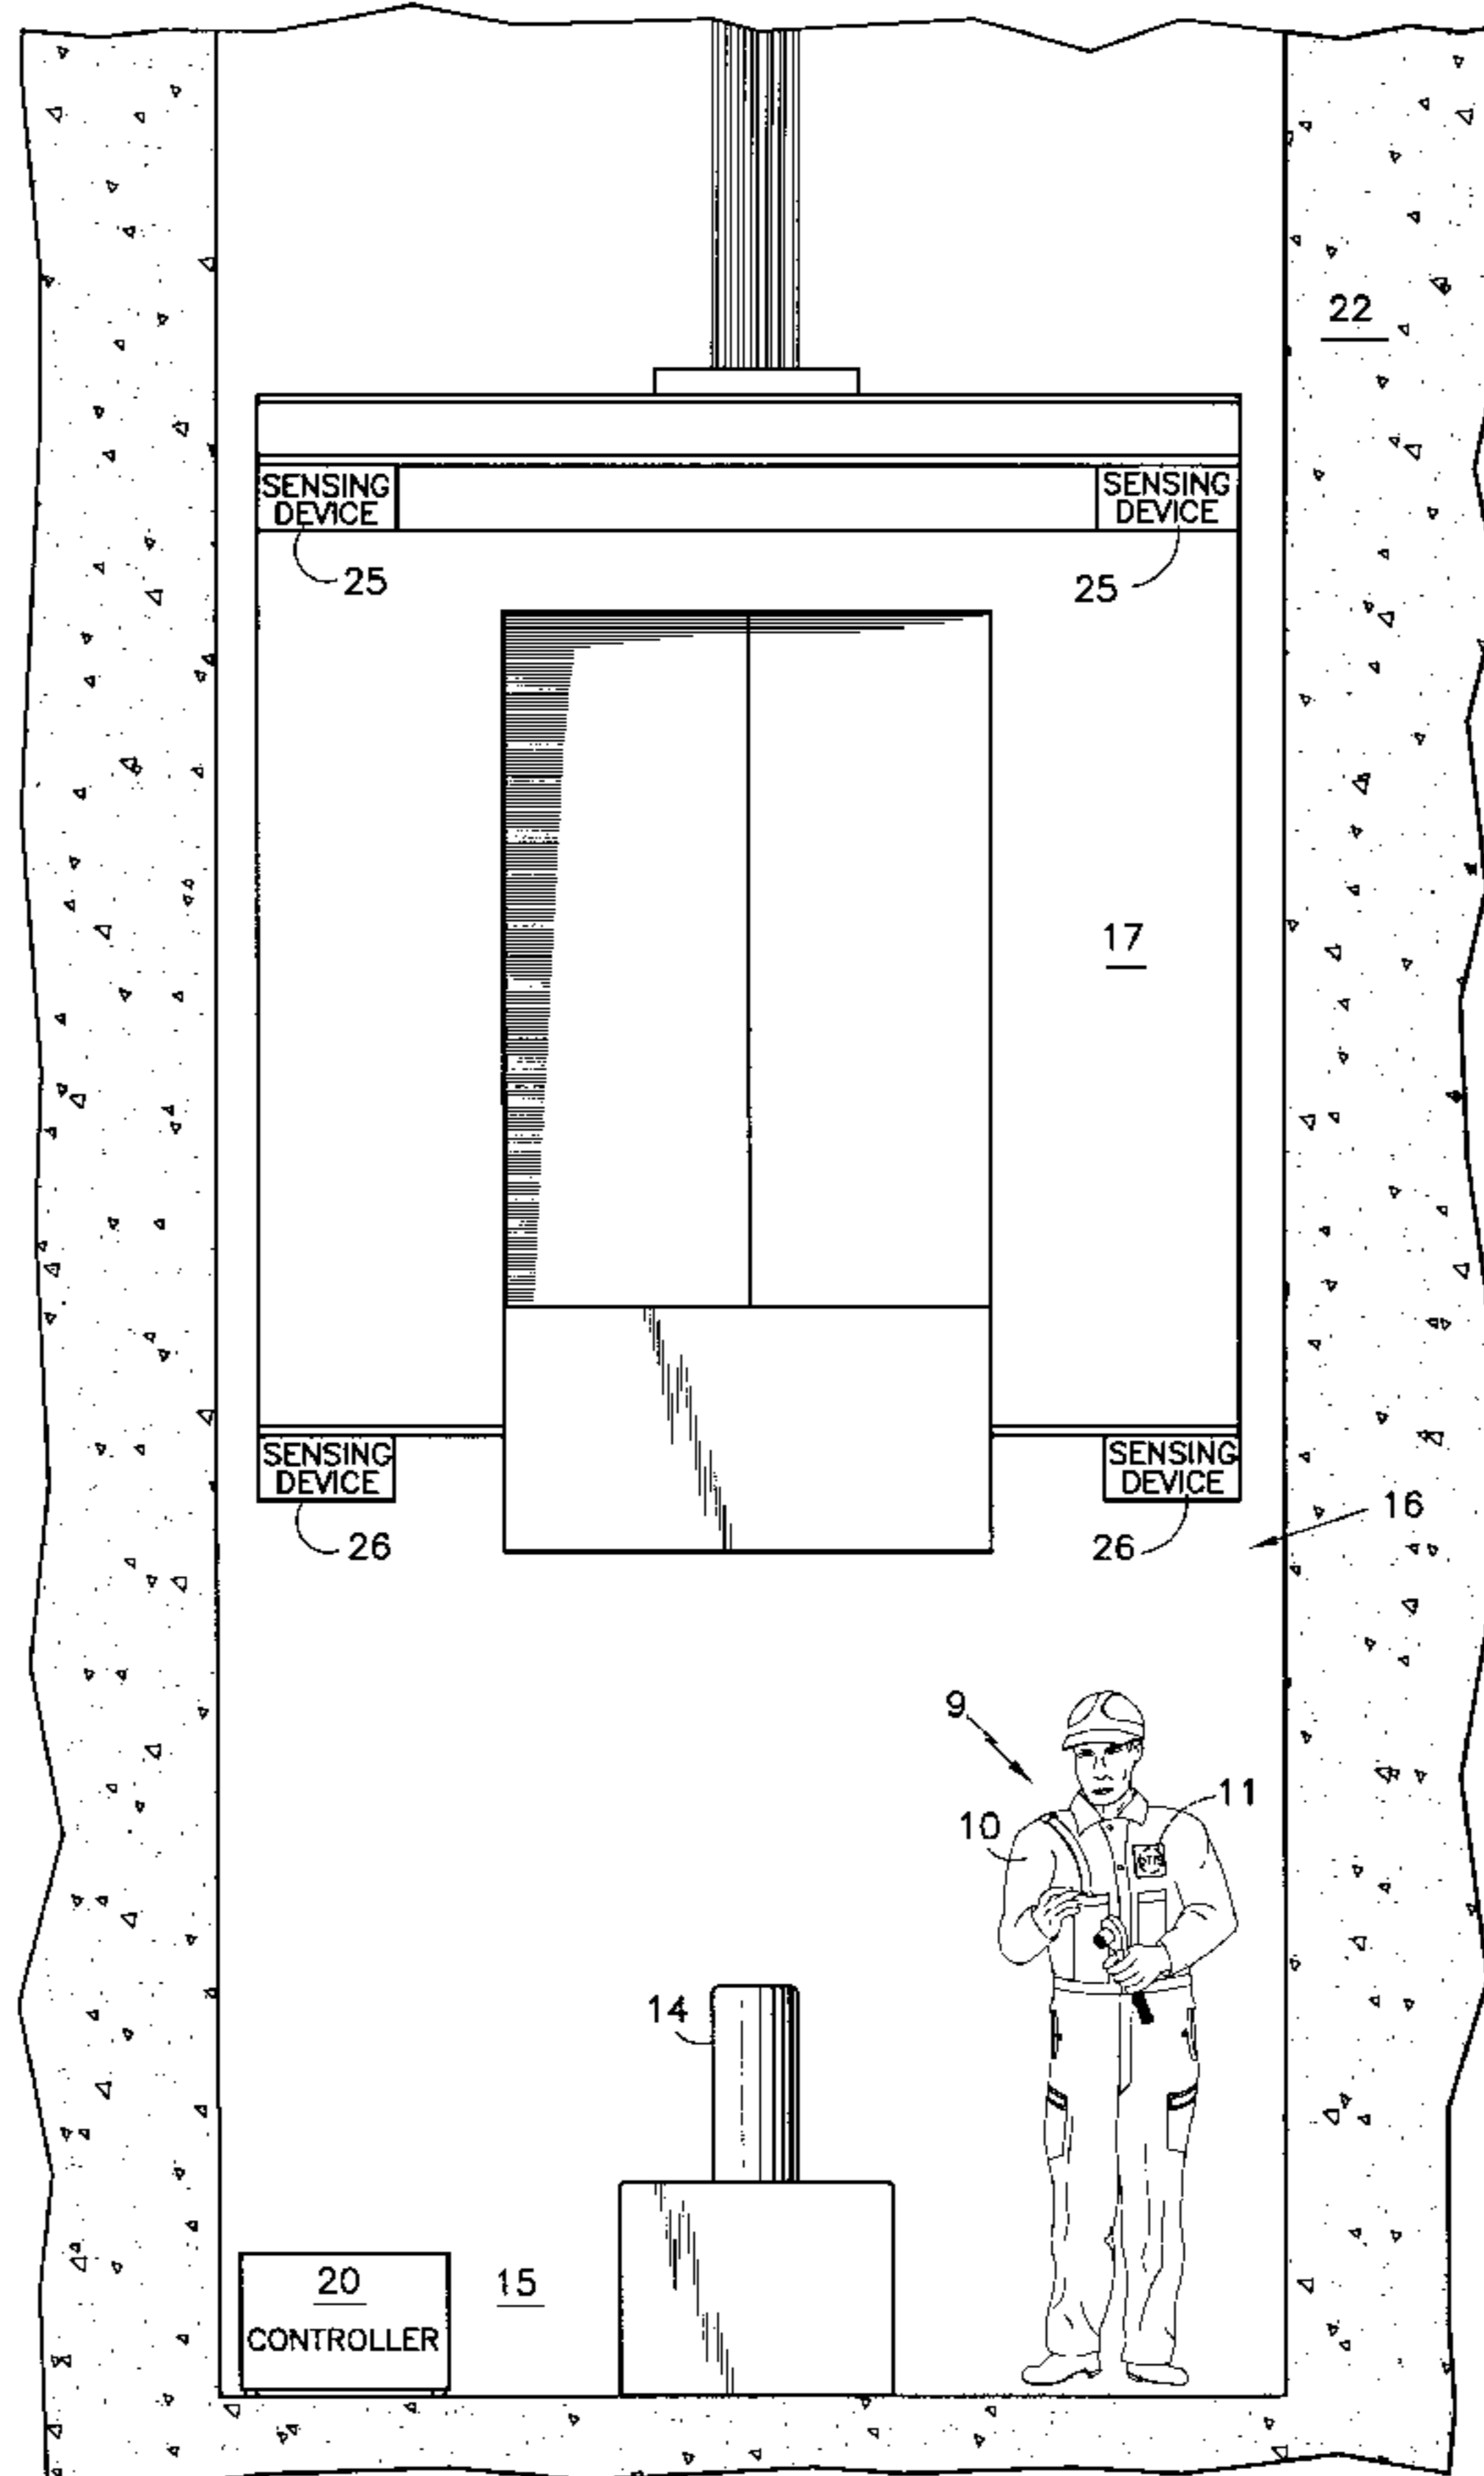 22
SENSING
DEVICE
SENSING
DEVICE
25
25
17
SENSING
DEVICE
SENSING
DEVICE
16
26
26
9
11
10
14
20
15
CONTROLLER